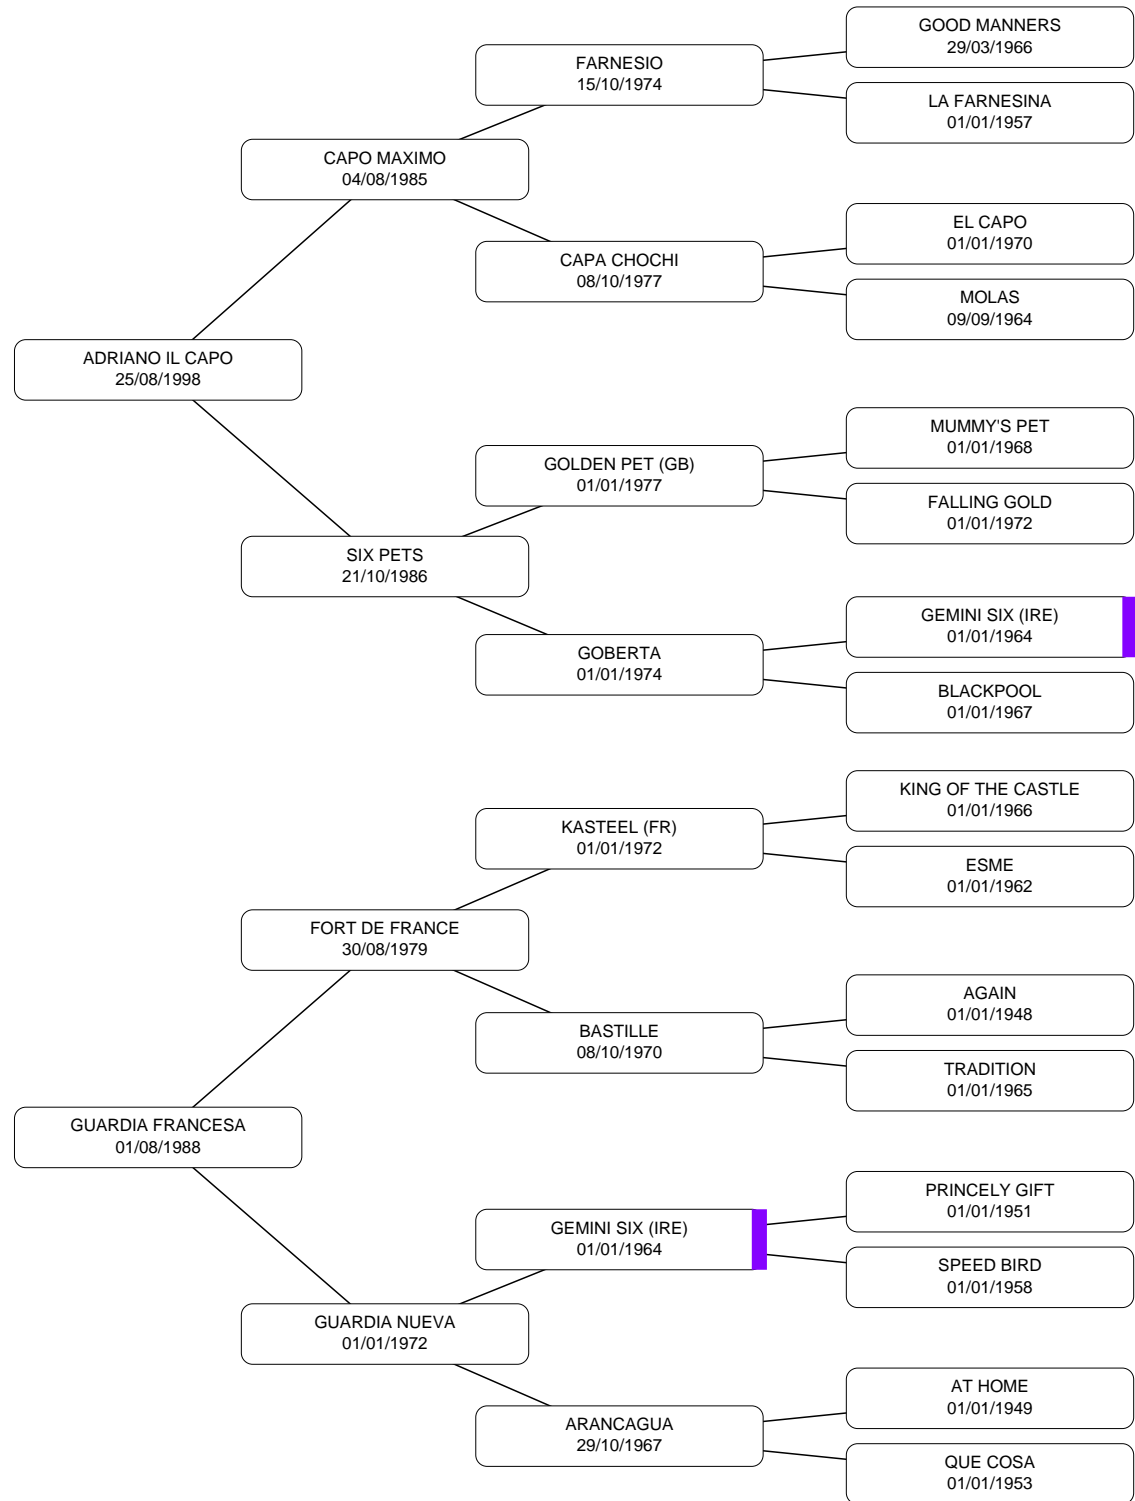 GOOD MANNERS
29/03/1966
FARNESIO
15/10/1974
LA FARNESINA
01/01/1957
CAPO MAXIMO
04/08/1985
EL CAPO
01/01/1970
CAPA CHOCHI
08/10/1977
MOLAS
09/09/1964
ADRIANO IL CAPO
25/08/1998
MUMMY'S PET
01/01/1968
GOLDEN PET (GB)
01/01/1977
FALLING GOLD
01/01/1972
SIX PETS
21/10/1986
GEMINI SIX (IRE)
01/01/1964
GOBERTA
01/01/1974
BLACKPOOL
01/01/1967
KING OF THE CASTLE
01/01/1966
KASTEEL (FR)
01/01/1972
ESME
01/01/1962
FORT DE FRANCE
30/08/1979
AGAIN
01/01/1948
BASTILLE
08/10/1970
TRADITION
01/01/1965
GUARDIA FRANCESA
01/08/1988
PRINCELY GIFT
01/01/1951
GEMINI SIX (IRE)
01/01/1964
SPEED BIRD
01/01/1958
GUARDIA NUEVA
01/01/1972
AT HOME
01/01/1949
ARANCAGUA
29/10/1967
QUE COSA
01/01/1953